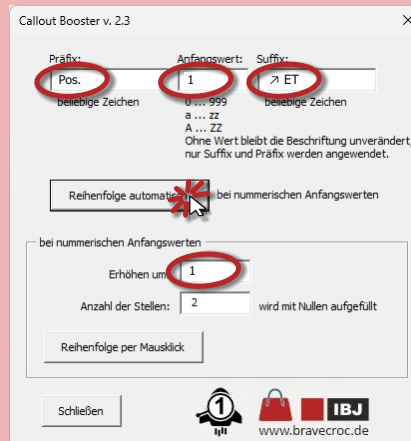 Callout Booster v. 2.3
Präfix: Anfangswert: Suffix:
Pos. 1 ↗ ET
beliebige Zeichen 0 ... 999 beliebige Zeichen
a ... zz
A ... ZZ
Ohne Wert bleibt die Beschriftung unverändert,
nur Suffix und Präfix werden angewendet.
Reihenfolge bei nummerischen Anfangswerten
bei nummerischen Anfangswerten
Erhöhen um: 1
Anzahl der Stellen: 2 wird mit Nullen aufgefüllt
Reihenfolge per Mausklick
Schließen 1 IBJ
www.bravecroc.de